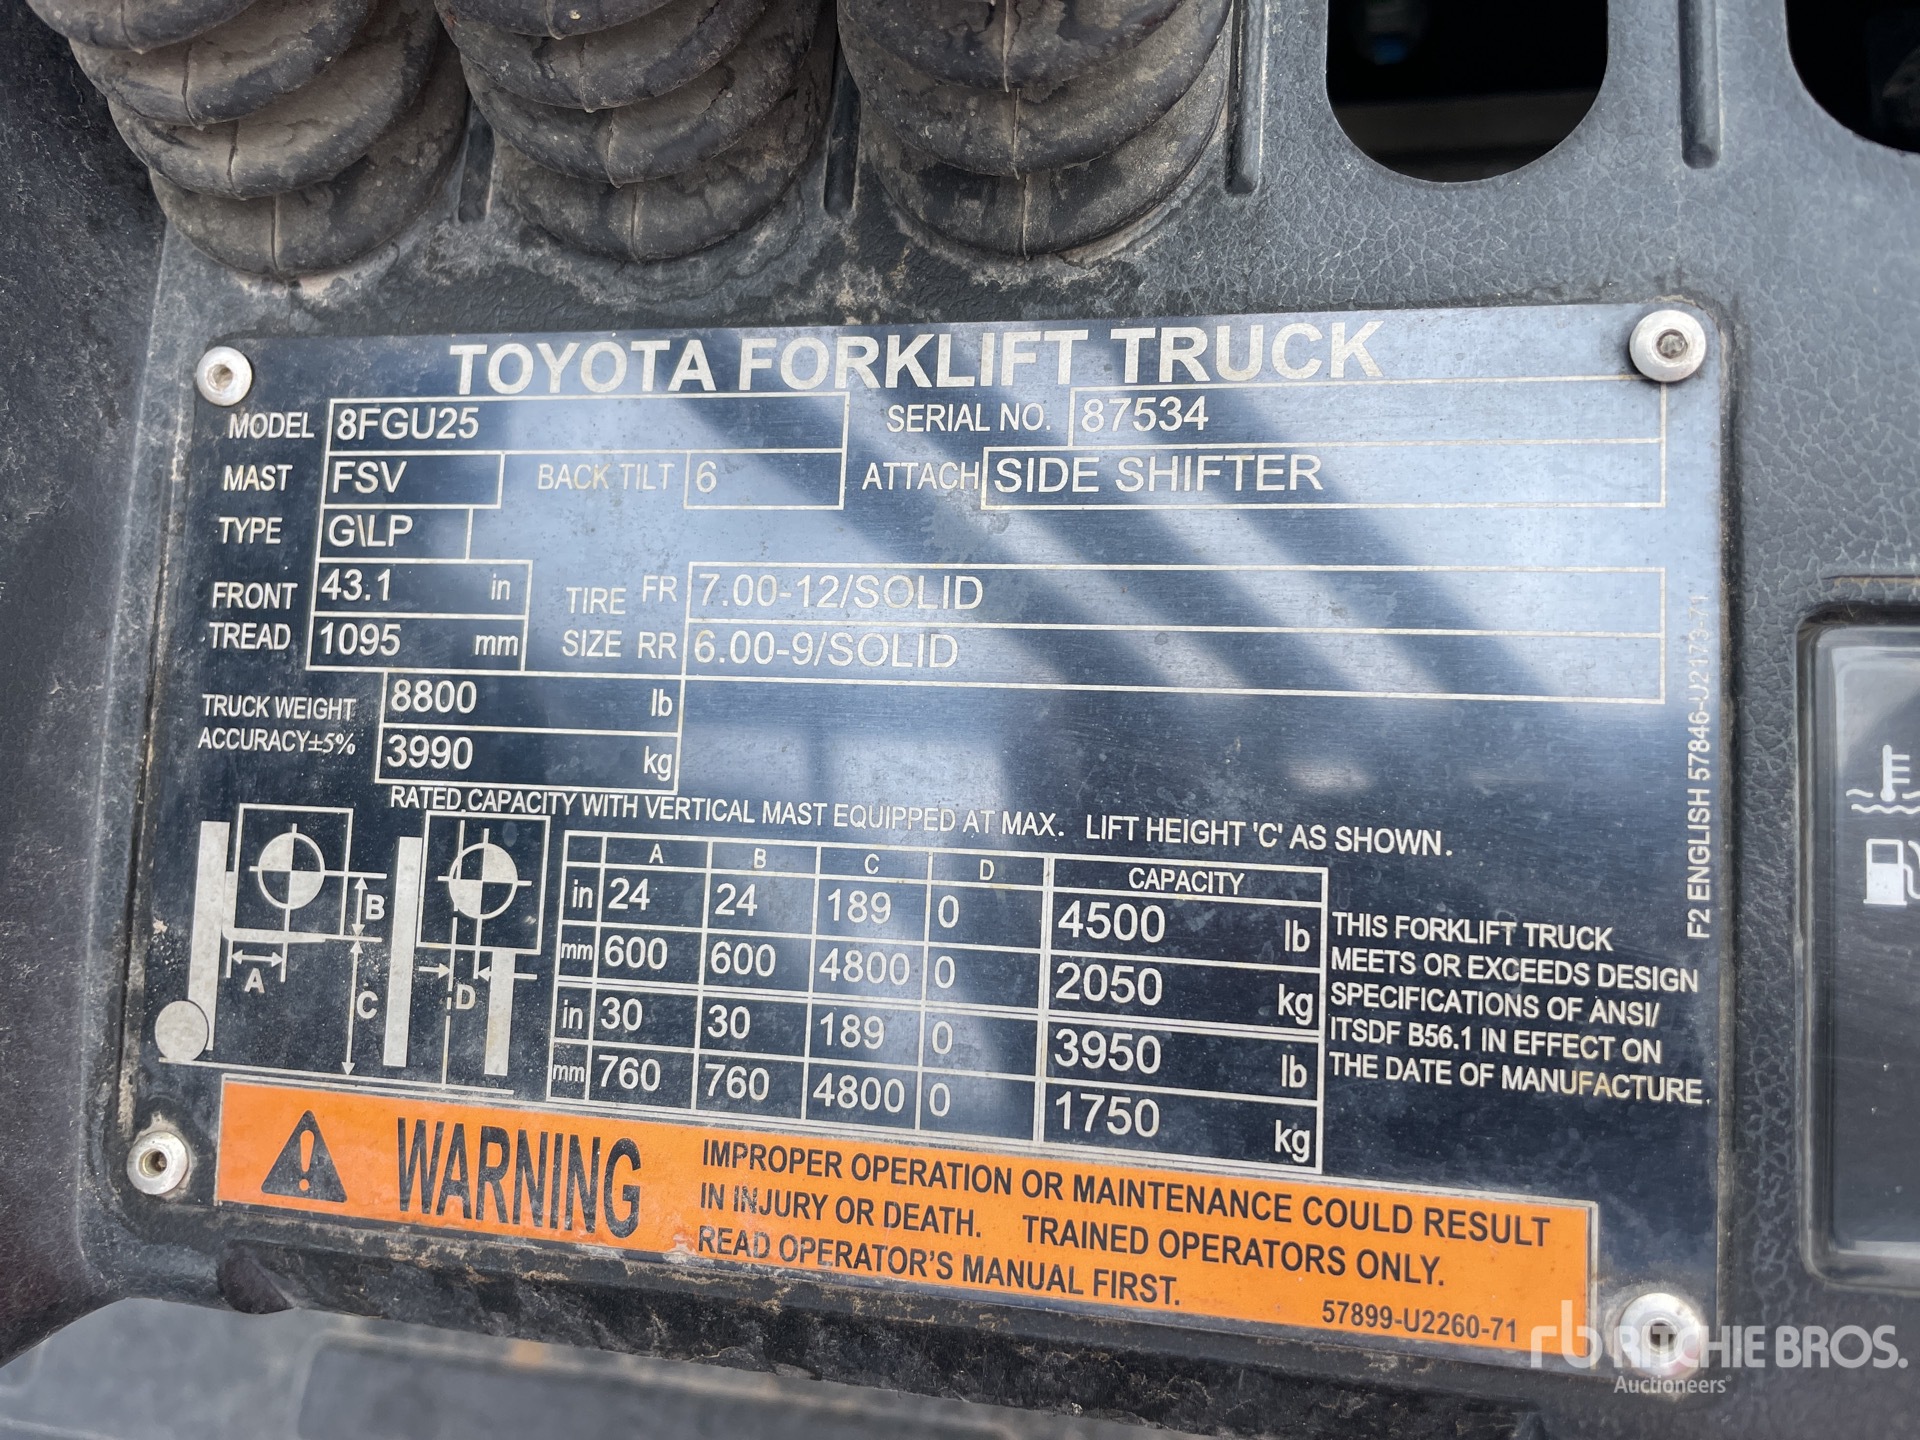 TOYOTA FORKLIFT TRUCK
MODEL 8FGU25 SERIAL NO. 87534
MAST FSV BACK TILT 6 ATTACH SIDE SHIFTER
TYPE G\LP
FRONT TREAD 43.1 in TIRE SIZE FR 7.00-12/SOLID
1095 mm RR 6.00-9/SOLID
TRUCK WEIGHT 8800 lb
ACCURACY±5% 3990 kg
RATED CAPACITY WITH VERTICAL MAST EQUIPPED AT MAX. LIFT HEIGHT 'C' AS SHOWN.
A B C D CAPACITY
in 24 24 189 0 4500 lb
mm 600 600 4800 0 2050 kg
in 30 30 189 0 3950 lb
mm 760 760 4800 0 1750 kg
A B C D
THIS FORKLIFT TRUCK
MEETS OR EXCEEDS DESIGN
SPECIFICATIONS OF ANSI/
ITSDF B56.1 IN EFFECT ON
THE DATE OF MANUFACTURE.
F2 ENGLISH 57846-U2173-71
WARNING
IMPROPER OPERATION OR MAINTENANCE COULD RESULT
IN INJURY OR DEATH. TRAINED OPERATORS ONLY.
READ OPERATOR'S MANUAL FIRST.
57899-U2260-71
rb RITCHIE BROS.
Auctioneers